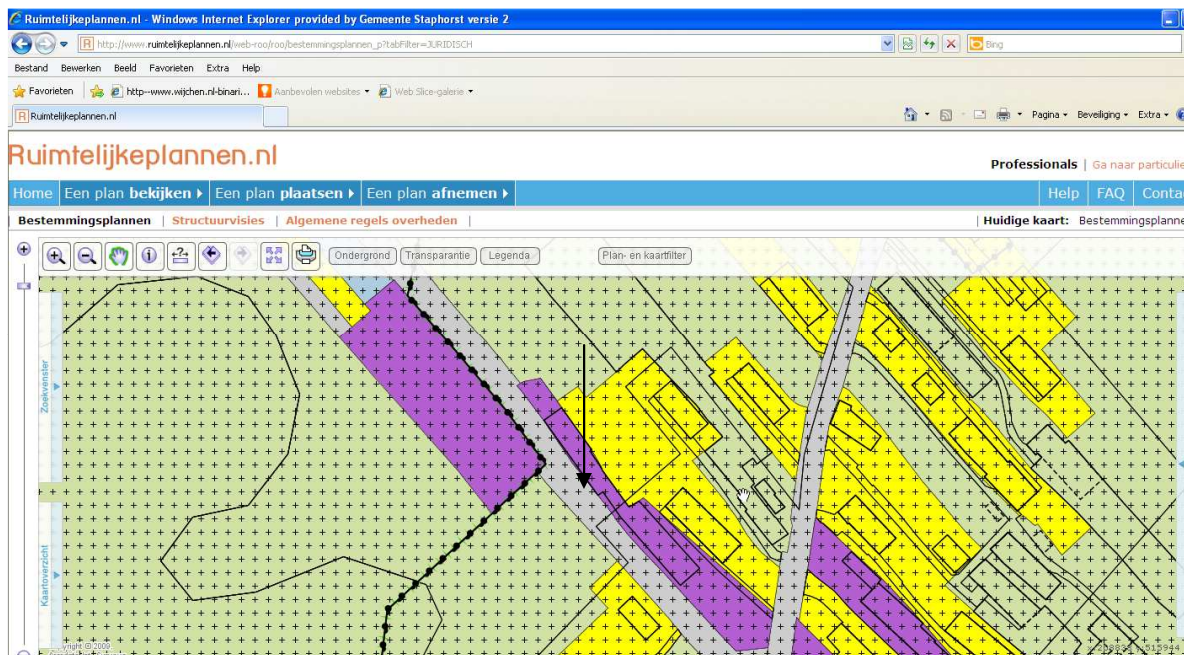 Ruimtelijkeplannen.nl - Windows Internet Explorer provided by Gemeente Staphorst versie 2
http://www.ruimtelijkeplannen.nl/web-roo/roo/bestemmingsplannen_p?tabFilter=JURIDISCH
Bing
Bestand Bewerken Beeld Favorieten Extra Help
Favorieten http--www.wijchen.nl-binari... Aanbevolen websites Web Slice-galerie
Ruimtelijkeplannen.nl Pagina Beveiliging Extra
Ruimtelijkeplannen.nl
Professionals | Ga naar particulie
Home Een plan bekijken Een plan plaatsen Een plan afnemen Help FAQ Conta
| Bestemmingsplannen | Structuurvisies | Algemene regels overheden | | Huidige kaart: Bestemmingsplanne
Ondergrond Transparantie Legenda Plan- en kaartfilter
Zoekvenster
Kaartoverzicht
yright © 2009